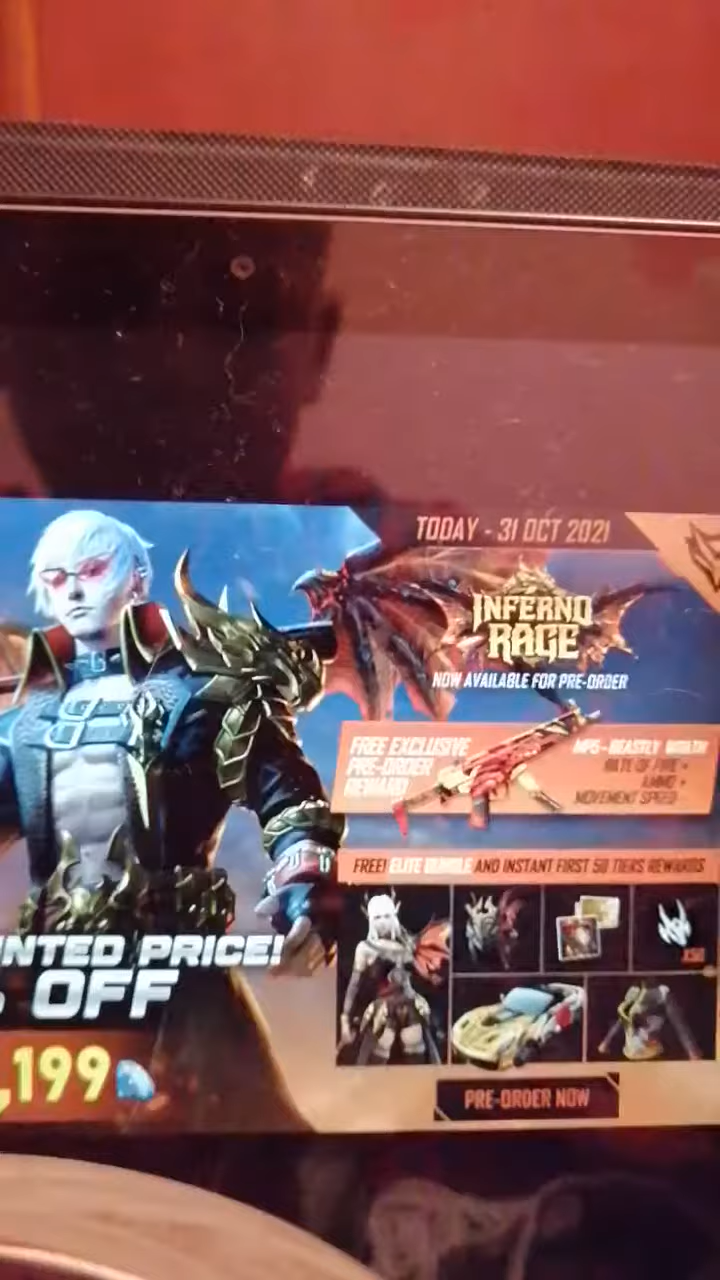 TODAY - 31 OCT 2021
INFERNO
RAGE
NOW AVAILABLE FOR PRE-ORDER
FREE EXCLUSIVE
PRE-ORDER
REWARD
MP5 - BEASTLY
RATE OF FIRE +
AMMO +
MOVEMENT SPEED -
FREE! ELITE BUNDLE AND INSTANT FIRST 50 TIERS REWARDS
X50
NTED PRICE!
OFF
,199
PRE-ORDER NOW